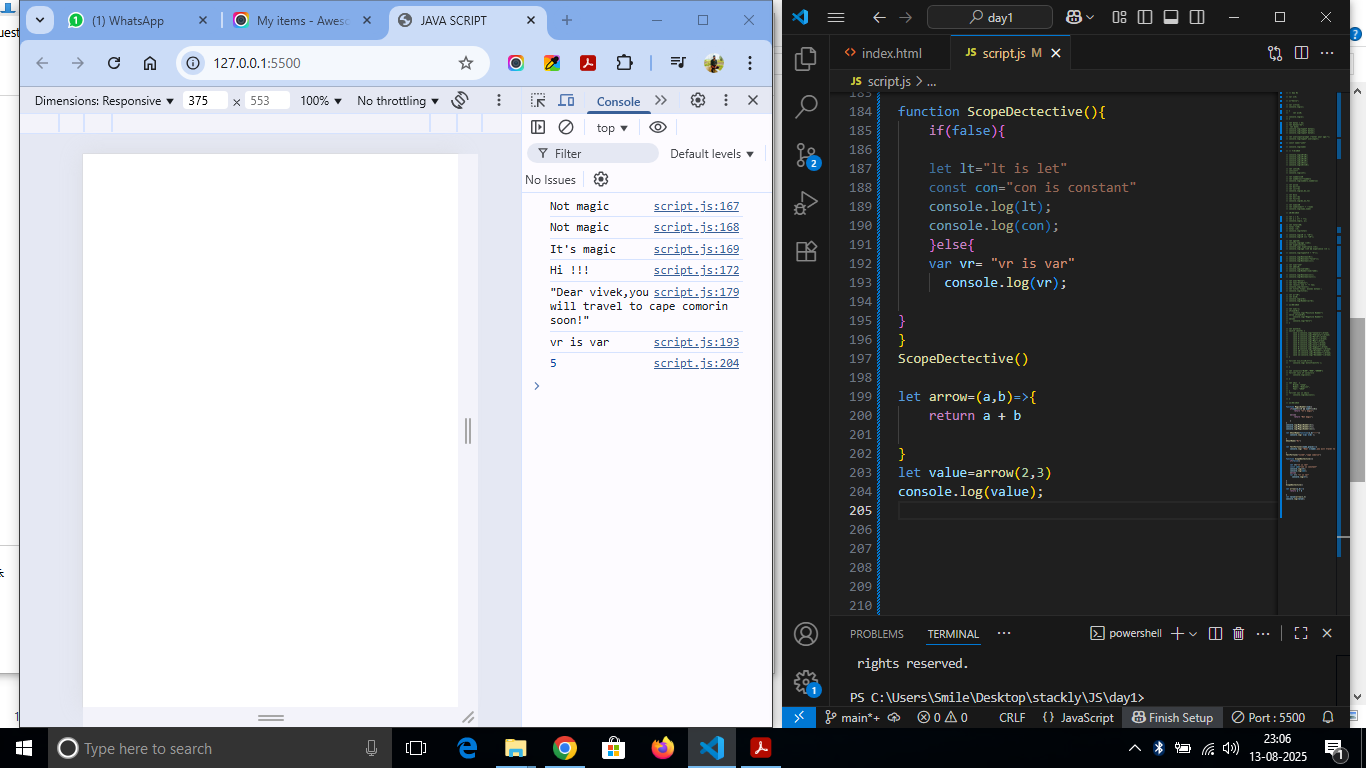 uest
(1) WhatsApp
My items - Aweso
JAVA SCRIPT
127.0.0.1:5500
Dimensions: Responsive
375 × 553
100%
No throttling
Console
top
Filter
Default levels
No Issues
Not magic script.js:167
Not magic script.js:168
It's magic script.js:169
Hi !!! script.js:172
"Dear vivek,you script.js:179
will travel to cape comorin
soon!"
vr is var script.js:193
5 script.js:204
day1
index.html
script.js M
JS script.js > ...
183
184 function ScopeDectective(){
185 if(false){
186
187 let lt="lt is let"
188 const con="con is constant"
189 console.log(lt);
190 console.log(con);
191 }else{
192 var vr= "vr is var"
193 console.log(vr);
194
195 }
196 }
197 ScopeDectective()
198
199 let arrow=(a,b)=>{
200 return a + b
201
202 }
203 let value=arrow(2,3)
204 console.log(value);
205
206
207
208
209
210
2
1
PROBLEMS TERMINAL ... powershell
rights reserved.
PS C:\Users\Smile\Desktop\stackly\JS\day1>
main*+ 0 0 CRLF {} JavaScript Finish Setup Port : 5500
Type here to search
23:06
13-08-2025
1